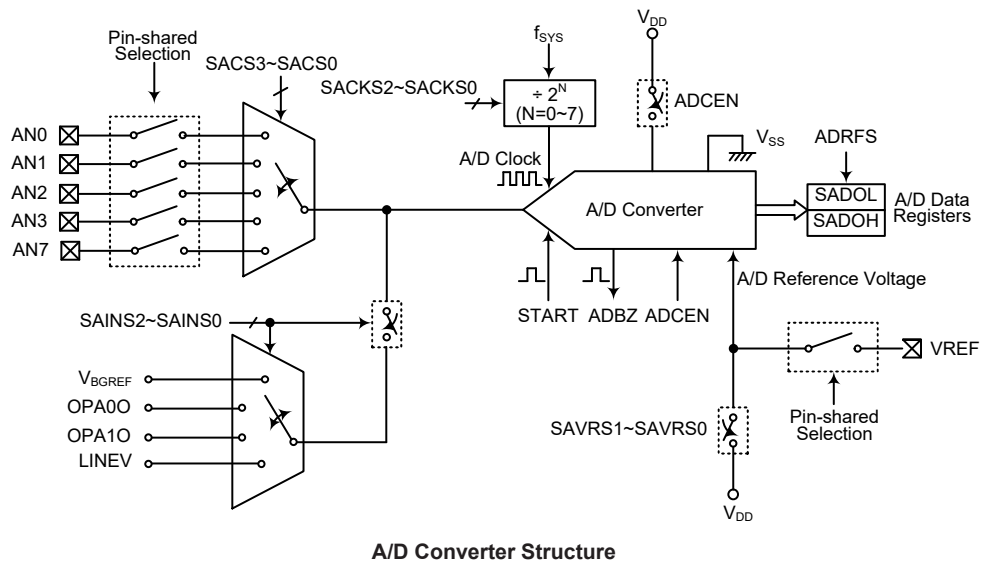 Pin-shared
Selection
SACS3~SACS0
AN0
AN1
AN2
AN3
AN7
SACKS2~SACKS0
fSYS
÷ 2^N
(N=0~7)
A/D Clock
VDD
ADCEN
VSS
ADRFS
A/D Converter
SADOL
SADOH
A/D Data
Registers
START
ADBZ
ADCEN
A/D Reference Voltage
SAINS2~SAINS0
VBGREF
OPA0O
OPA1O
LINEV
VREF
Pin-shared
Selection
SAVRS1~SAVRS0
VDD
A/D Converter Structure